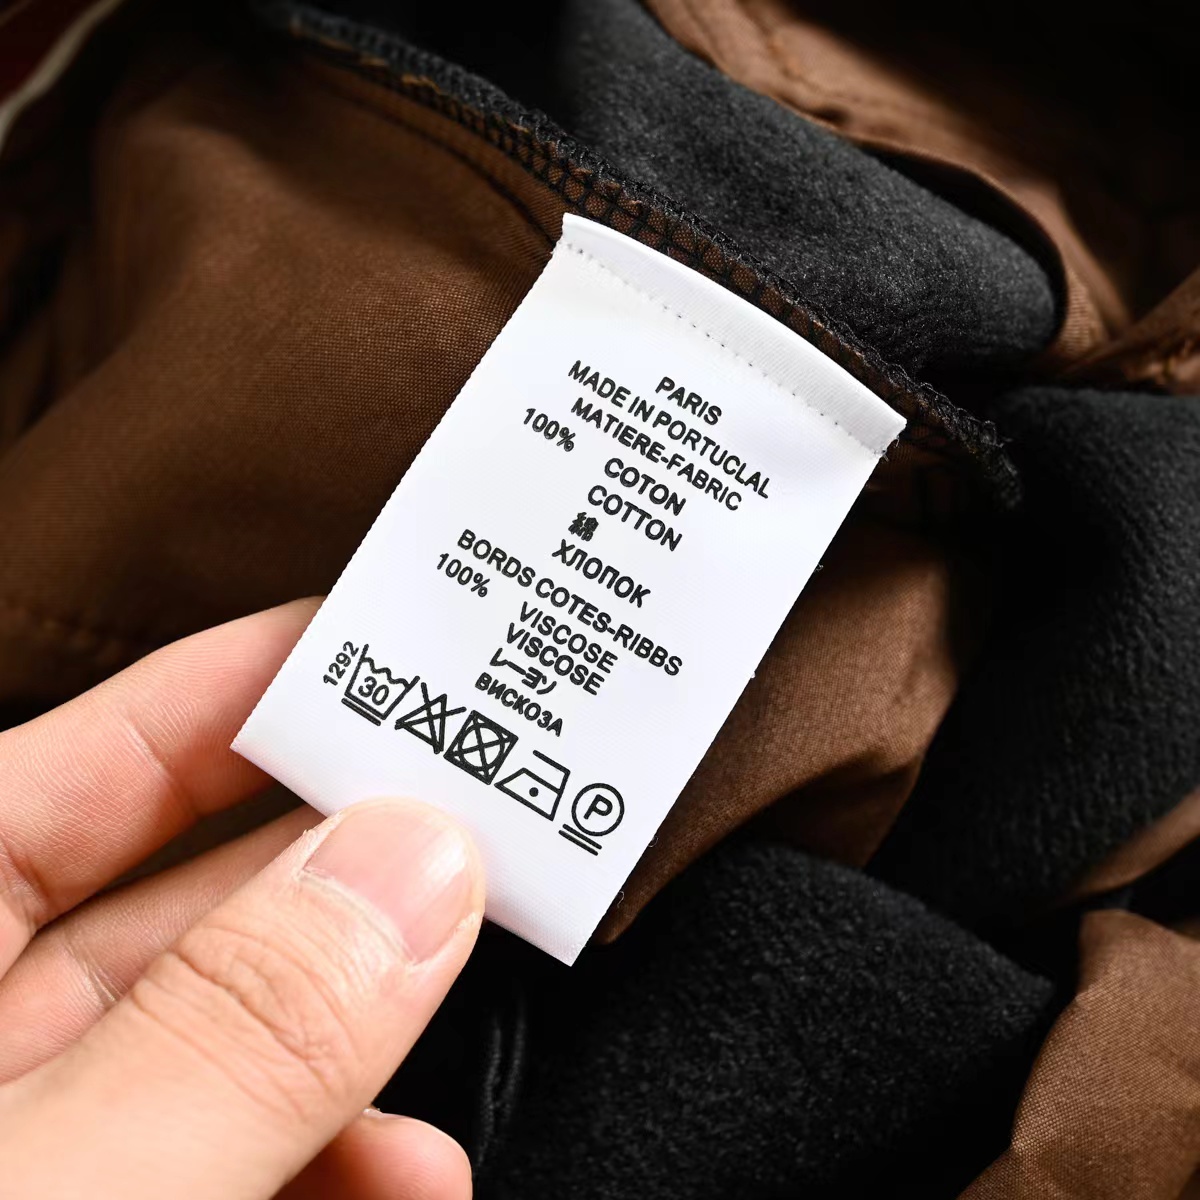 PARIS
MADE IN PORTUCLAL
MATIERE-FABRIC
100%
COTON
COTTON
綿
ХЛОПОК
BORDS COTES-RIBBS
100%
VISCOSE
VISCOSE
レーヨン
ВИСКОЗА
1292
30
P